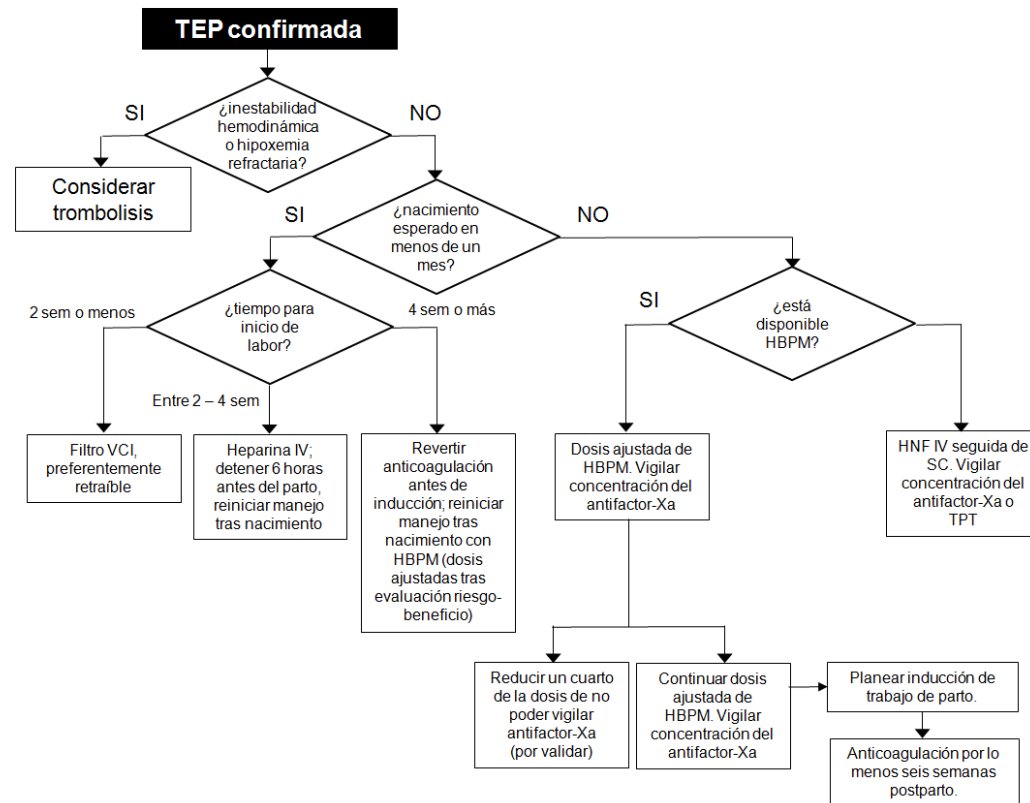 TEP confirmada
SI
¿inestabilidad
hemodinámica
o hipoxemia
refractaria?
NO
Considerar
trombolisis
SI
¿nacimiento
esperado en
menos de un
mes?
NO
2 sem o menos
¿tiempo para
inicio de
labor?
4 sem o más
Entre 2 – 4 sem
SI
¿está
disponible
HBPM?
Filtro VCI,
preferentemente
retraíble
Heparina IV;
detener 6 horas
antes del parto,
reiniciar manejo
tras nacimiento
Revertir
anticoagulación
antes de
inducción; reiniciar
manejo tras
nacimiento con
HBPM (dosis
ajustadas tras
evaluación riesgo-
beneficio)
Dosis ajustada de
HBPM. Vigilar
concentración del
antifactor-Xa
HNF IV seguida de
SC. Vigilar
concentración del
antifactor-Xa o
TPT
Reducir un cuarto
de la dosis de no
poder vigilar
antifactor-Xa
(por validar)
Continuar dosis
ajustada de
HBPM. Vigilar
concentración del
antifactor-Xa
Planear inducción de
trabajo de parto.
Anticoagulación por lo
menos seis semanas
postparto.